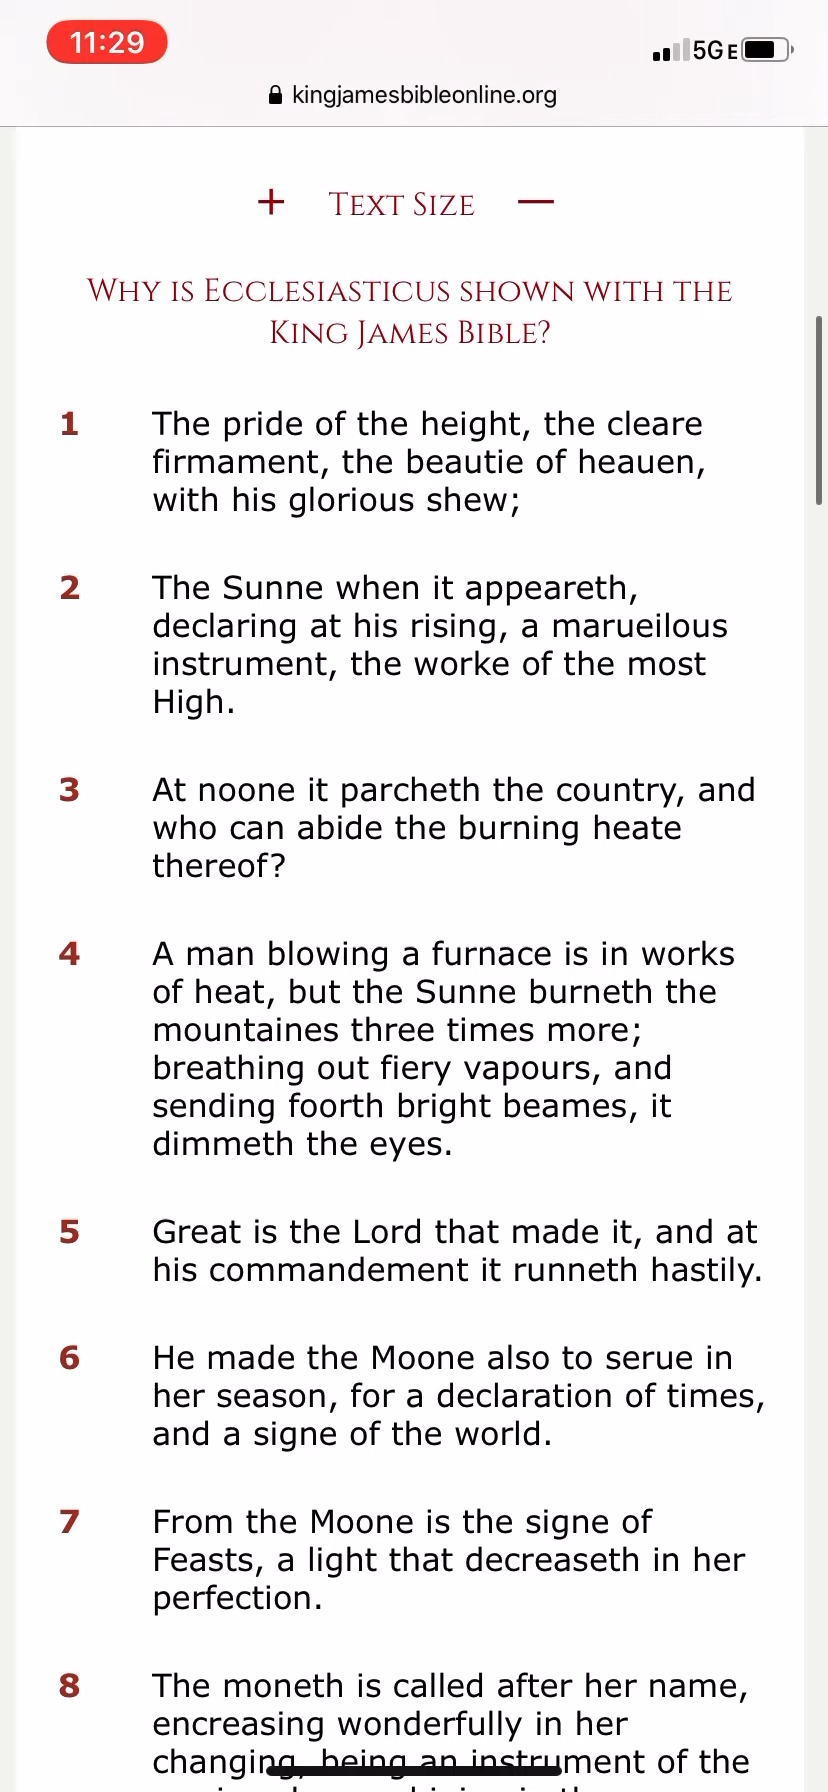 11:29
5GE
kingjamesbibleonline.org
+ TEXT SIZE —
WHY IS ECCLESIASTICUS SHOWN WITH THE
KING JAMES BIBLE?
1 The pride of the height, the cleare
firmament, the beautie of heauen,
with his glorious shew;
2 The Sunne when it appeareth,
declaring at his rising, a marueilous
instrument, the worke of the most
High.
3 At noone it parcheth the country, and
who can abide the burning heate
thereof?
4 A man blowing a furnace is in works
of heat, but the Sunne burneth the
mountaines three times more;
breathing out fiery vapours, and
sending foorth bright beames, it
dimmeth the eyes.
5 Great is the Lord that made it, and at
his commandement it runneth hastily.
6 He made the Moone also to serue in
her season, for a declaration of times,
and a signe of the world.
7 From the Moone is the signe of
Feasts, a light that decreaseth in her
perfection.
8 The moneth is called after her name,
encreasing wonderfully in her
changing, being an instrument of the